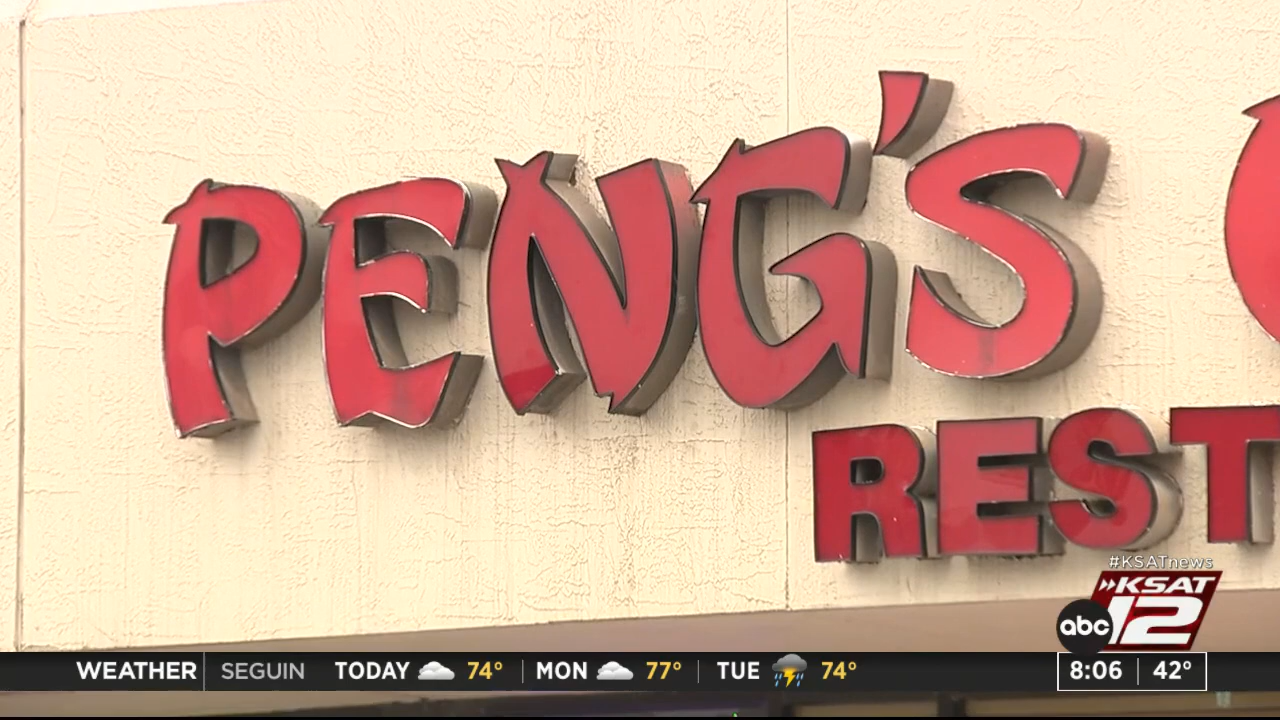 PENG'S
REST
#KSATnews
KSAT
abc 12
WEATHER SEGUIN TODAY 74° MON 77° TUE 74° 8:06 42°